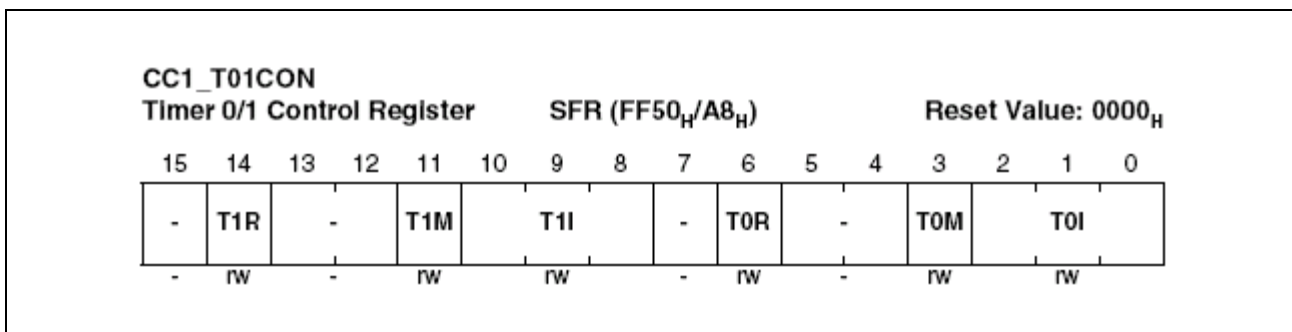 CC1_T01CON
Timer 0/1 Control Register SFR (FF50H/A8H) Reset Value: 0000H
15 14 13 12 11 10 9 8 7 6 5 4 3 2 1 0
- T1R - T1M T1I - T0R - T0M T0I
- rw - rw rw - rw - rw rw